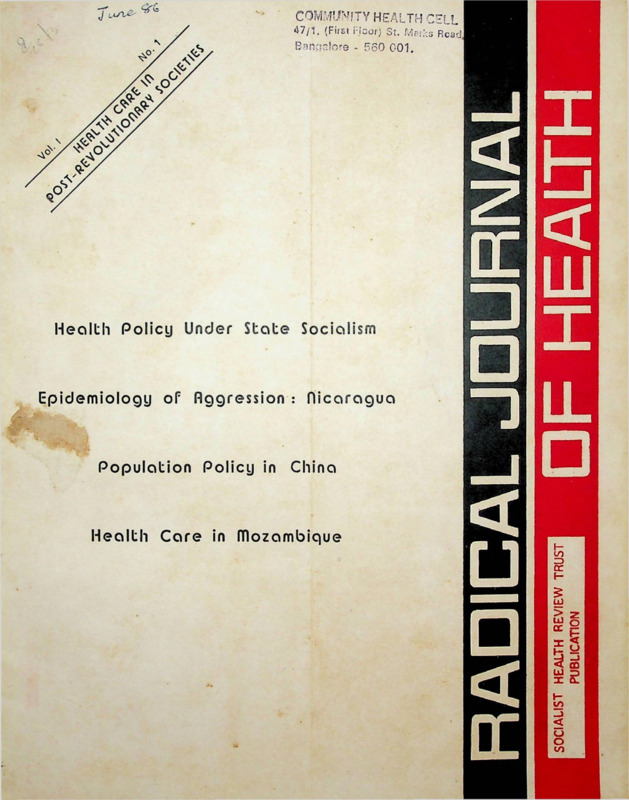 June 86
COMMUNITY HEALTH CELL
47/1, (First Floor) St. Marks Road,
Bangalore - 560 001.
Vol. 1 No. 1
HEALTH CARE IN
POST-REVOLUTIONARY SOCIETIES
Health Policy Under State Socialism
Epidemiology of Aggression : Nicaragua
Population Policy in China
Health Care in Mozambique
RADICAL JOURNAL
OF HEALTH
SOCIALIST HEALTH REVIEW TRUST
PUBLICATION